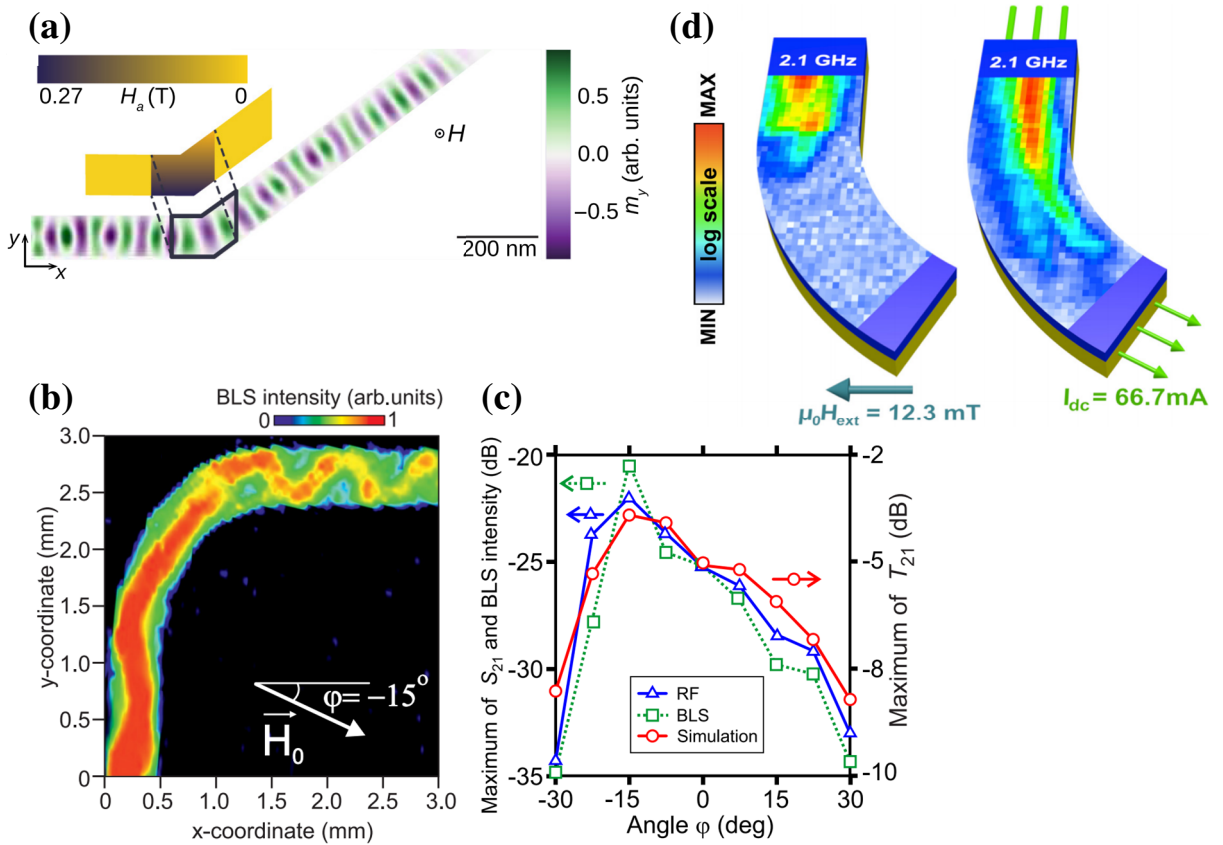 (a)
0.27 Hₐ (T) 0
y
x
⊙H
200 nm
0.5
0.0
−0.5
m_y (arb. units)
(d)
2.1 GHz
2.1 GHz
MAX
log scale
MIN
μ₀H_ext = 12.3 mT
I_dc = 66.7mA
(b)
BLS intensity (arb.units)
0 1
3.0
2.5
2.0
1.5
1.0
0.5
0
y-coordinate (mm)
φ= −15°
H₀
0 0.5 1.0 1.5 2.0 2.5 3.0
x-coordinate (mm)
(c)
-20
-25
-30
-35
Maximum of S₂₁ and BLS intensity (dB)
-2
-5
-8
-10
Maximum of T₂₁ (dB)
RF
BLS
Simulation
-30 -15 0 15 30
Angle φ (deg)